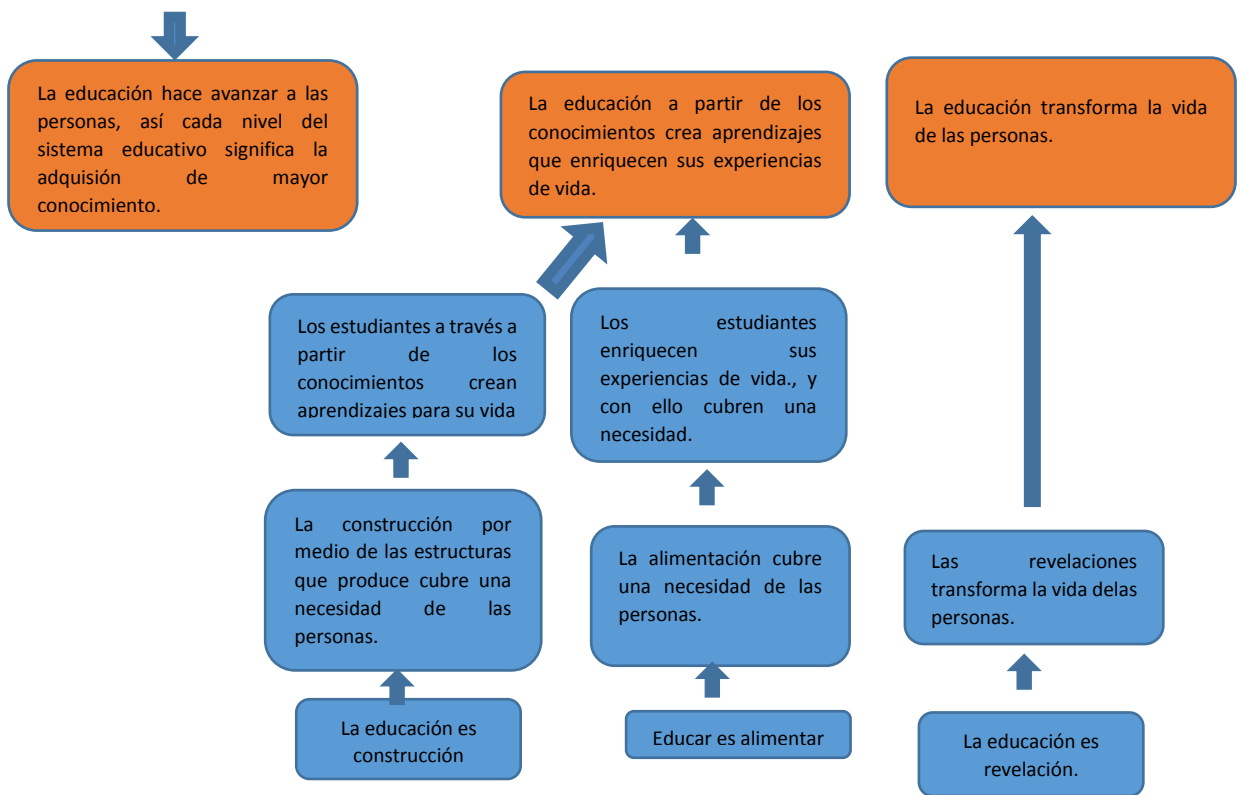 La educación hace avanzar a las
personas, así cada nivel del
sistema educativo significa la
adquisión de mayor
conocimiento.
La educación a partir de los
conocimientos crea aprendizajes
que enriquecen sus experiencias
de vida.
La educación transforma la vida
de las personas.
Los estudiantes a través a
partir de los
conocimientos crean
aprendizajes para su vida
Los estudiantes
enriquecen sus
experiencias de vida., y
con ello cubren una
necesidad.
La construcción por
medio de las estructuras
que produce cubre una
necesidad de las
personas.
La alimentación cubre
una necesidad de las
personas.
Las revelaciones
transforma la vida delas
personas.
La educación es
construcción
Educar es alimentar
La educación es
revelación.